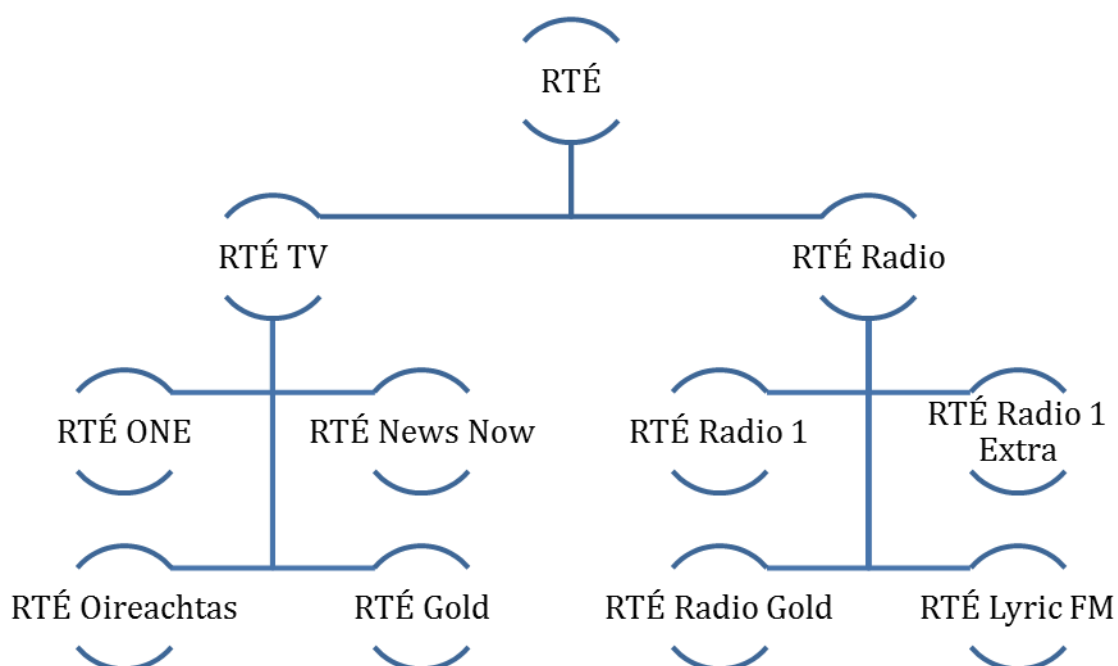 RTÉ
RTÉ TV
RTÉ Radio
RTÉ ONE
RTÉ News Now
RTÉ Radio 1
RTÉ Radio 1
Extra
RTÉ Oireachtas
RTÉ Gold
RTÉ Radio Gold
RTÉ Lyric FM